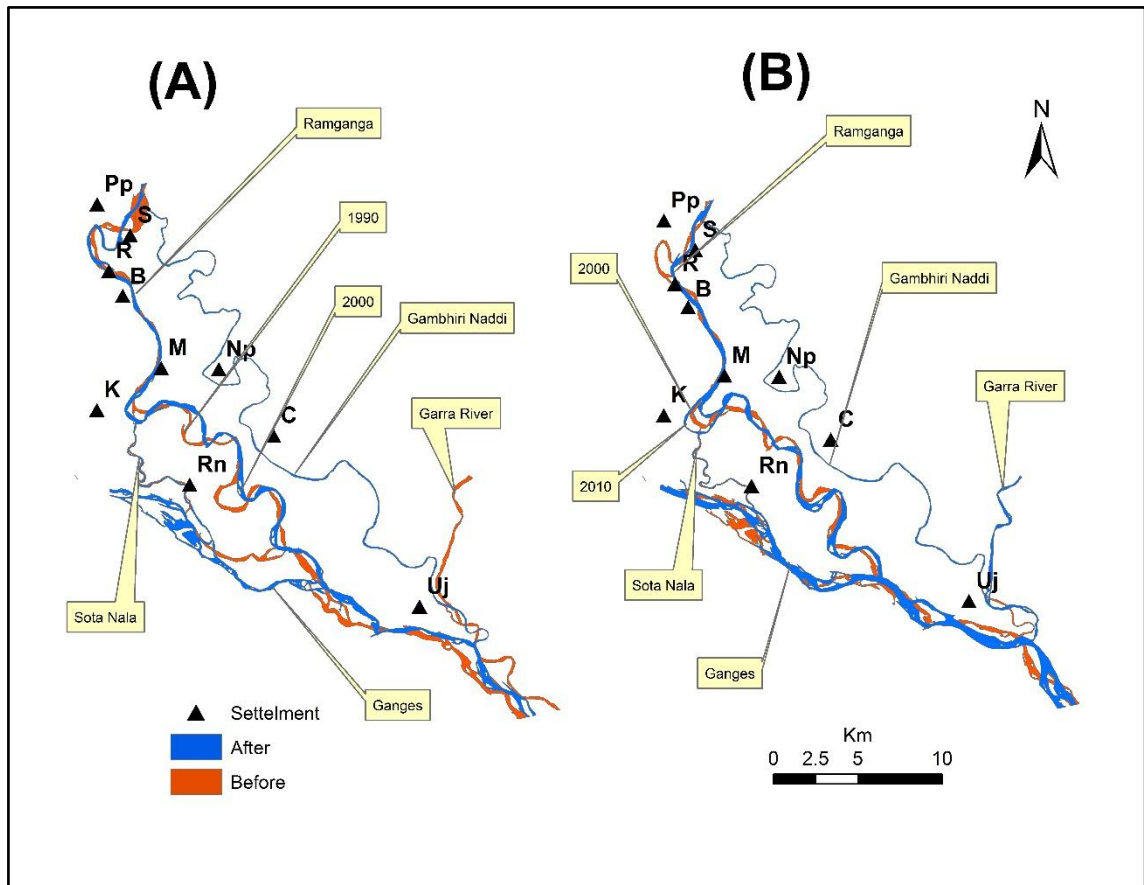 (A)
Ramganga
Pp
S
1990
R
B
2000
Gambhiri Naddi
M
Np
K
C
Garra River
Rn
Sota Nala
Uj
Ganges
Settelment
After
Before
(B)
N
Ramganga
Pp
S
R
2000
B
Gambhiri Naddi
M
Np
K
C
Garra River
Rn
2010
Sota Nala
Uj
Ganges
Km
0 2.5 5 10